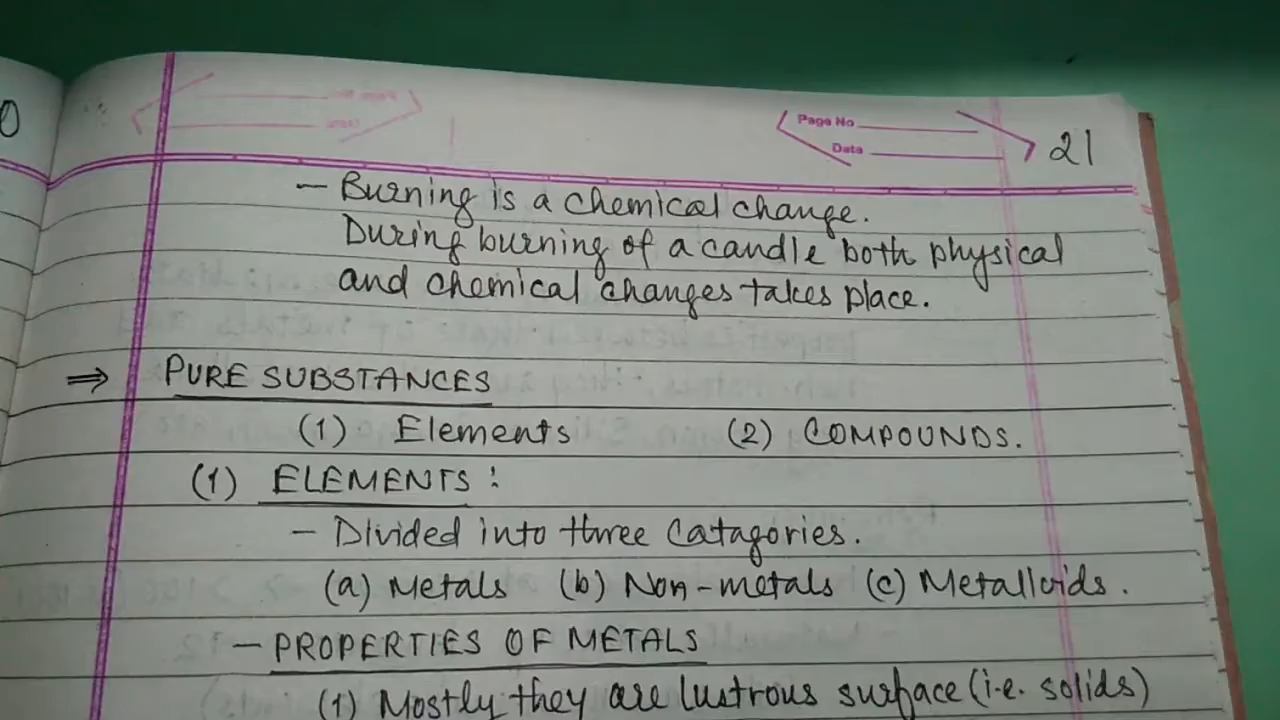 0
Page No
Data
21
- Burning is a chemical change.
During burning of a candle both physical
and chemical changes takes place.
⇒ PURE SUBSTANCES
(1) Elements (2) COMPOUNDS.
(1) ELEMENTS :
- Divided into three Catagories.
(a) Metals (b) Non-metals (c) Metalloids.
- PROPERTIES OF METALS
(1) Mostly they are lustrous surface (i.e. solids)